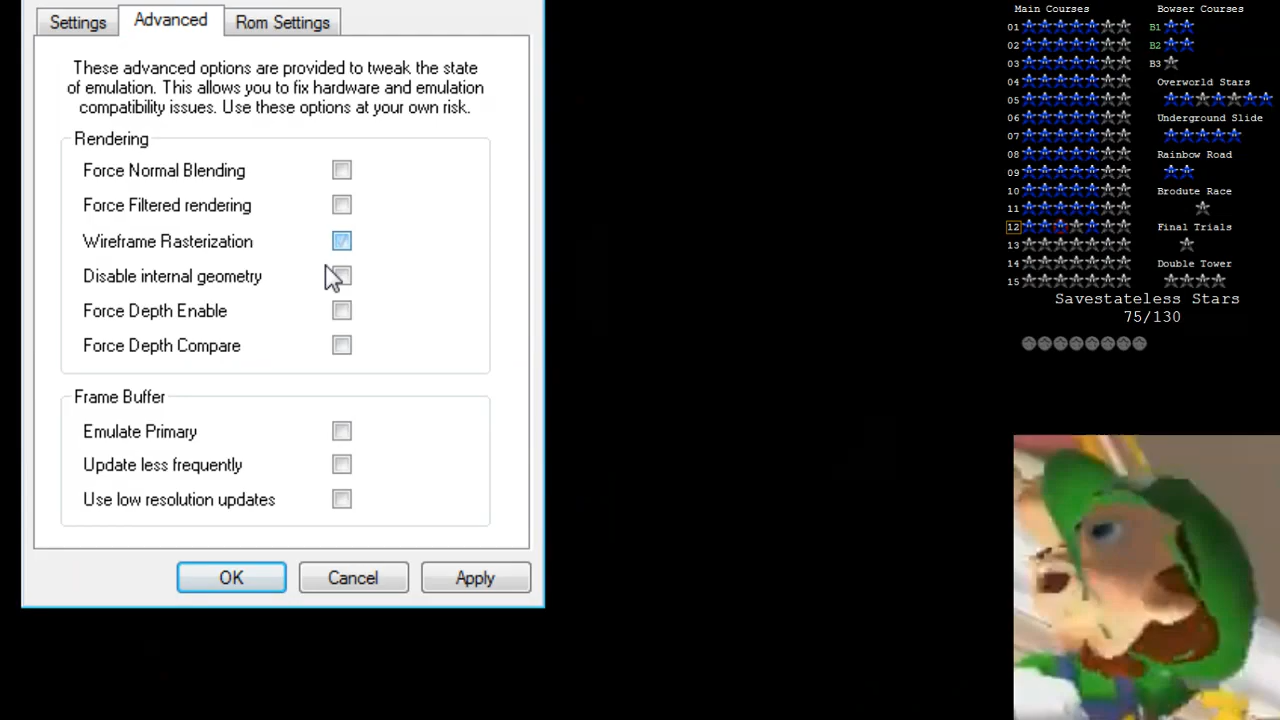 Settings
Advanced
Rom Settings
These advanced options are provided to tweak the state
of emulation. This allows you to fix hardware and emulation
compatibility issues. Use these options at your own risk.
Rendering
Force Normal Blending
Force Filtered rendering
Wireframe Rasterization
Disable internal geometry
Force Depth Enable
Force Depth Compare
Frame Buffer
Emulate Primary
Update less frequently
Use low resolution updates
OK
Cancel
Apply
Main Courses
01
02
03
04
05
06
07
08
09
10
11
12
13
14
15
Bowser Courses
B1
B2
B3
Overworld Stars
Underground Slide
Rainbow Road
Brodute Race
Final Trials
Double Tower
Savestateless Stars
75/130